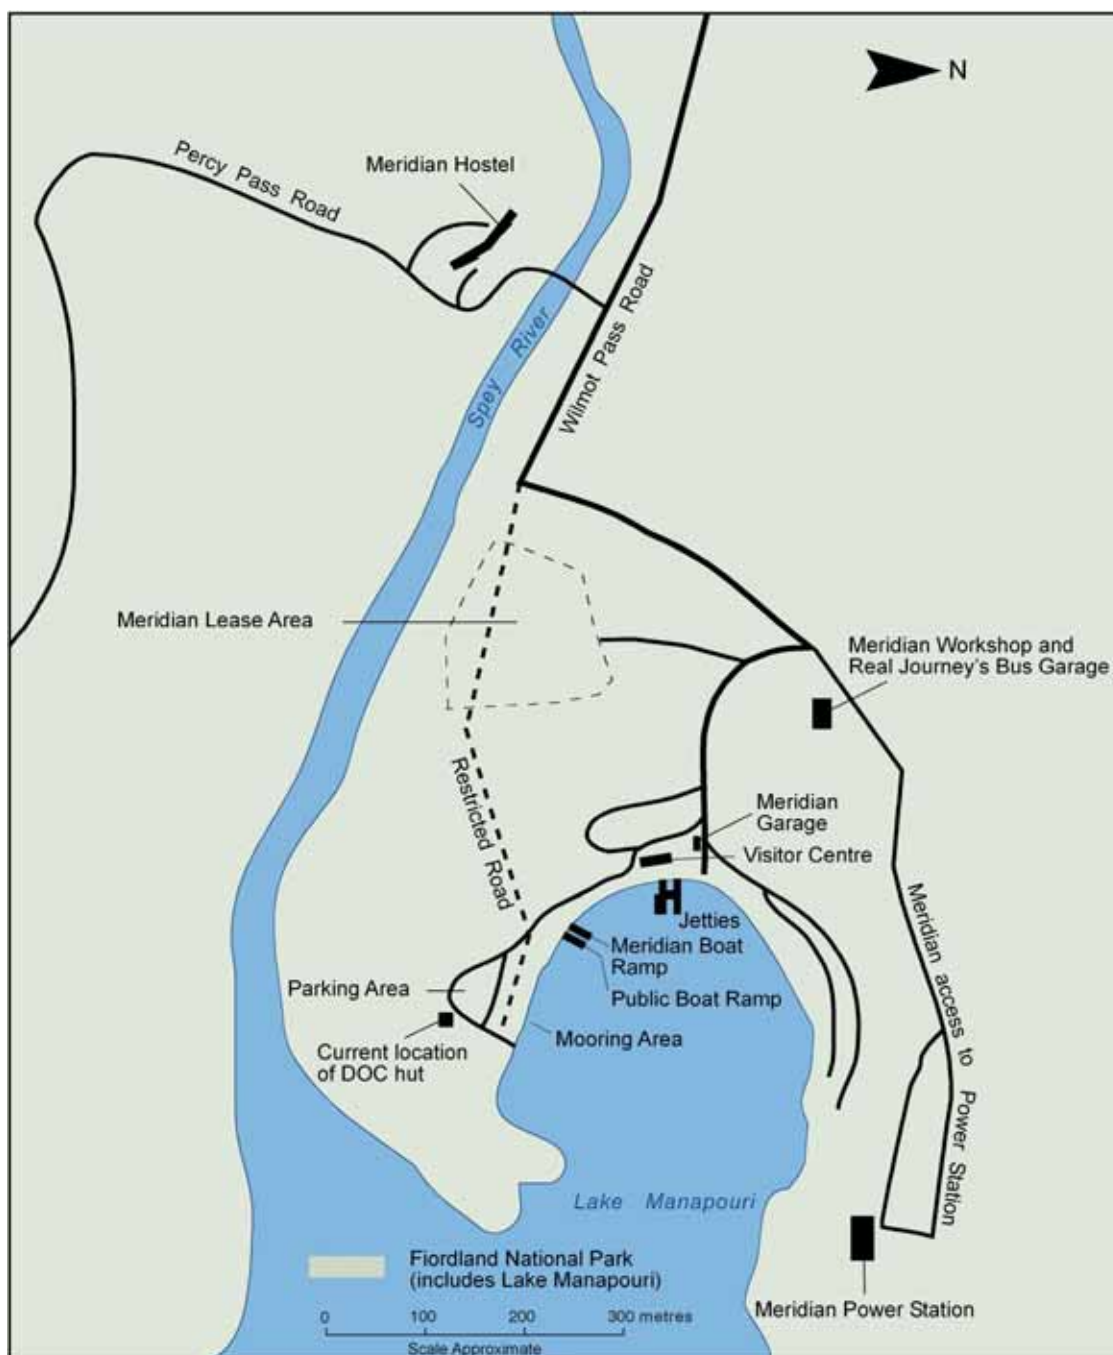 N
Percy Pass Road
Meridian Hostel
Spey River
Wilmot Pass Road
Meridian Lease Area
Meridian Workshop and
Real Journey's Bus Garage
Restricted Road
Meridian
Garage
Visitor Centre
Jetties
Meridian Boat
Ramp
Public Boat Ramp
Parking Area
Mooring Area
Current location
of DOC hut
Meridian access to Power Station
Lake Manapouri
Fiordland National Park
(includes Lake Manapouri)
0 100 200 300 metres
Scale Approximate
Meridian Power Station